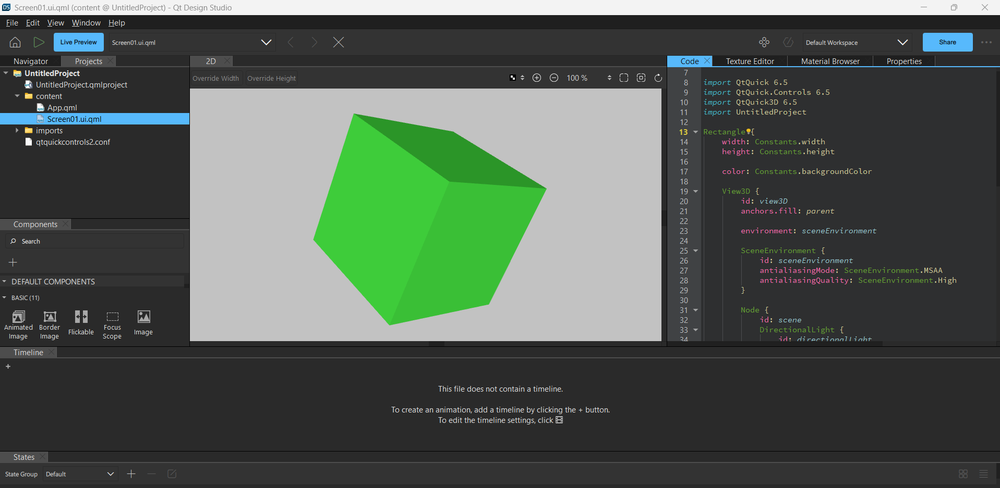 DS Screen01.ui.qml (content @ UntitledProject) - Qt Design Studio
File Edit View Window Help
Live Preview Screen01.ui.qml Default Workspace Share
Navigator Projects
UntitledProject
UntitledProject.qmlproject
content
App.qml
Screen01.ui.qml
imports
qtquickcontrols2.conf
Components
Search
DEFAULT COMPONENTS
BASIC (11)
Animated Image
Border Image
Flickable
Focus Scope
Image
2D
Override Width Override Height 100 %
Code Texture Editor Material Browser Properties
7
8 import QtQuick 6.5
9 import QtQuick.Controls 6.5
10 import QtQuick3D 6.5
11 import UntitledProject
12
13 Rectangle {
14 width: Constants.width
15 height: Constants.height
16
17 color: Constants.backgroundColor
18
19 View3D {
20 id: view3D
21 anchors.fill: parent
22
23 environment: sceneEnvironment
24
25 SceneEnvironment {
26 id: sceneEnvironment
27 antialiasingMode: SceneEnvironment.MSAA
28 antialiasingQuality: SceneEnvironment.High
29 }
30
31 Node {
32 id: scene
33 DirectionalLight {
34 id: directionalLight
Timeline
+
This file does not contain a timeline.
To create an animation, add a timeline by clicking the + button.
To edit the timeline settings, click
States
State Group Default